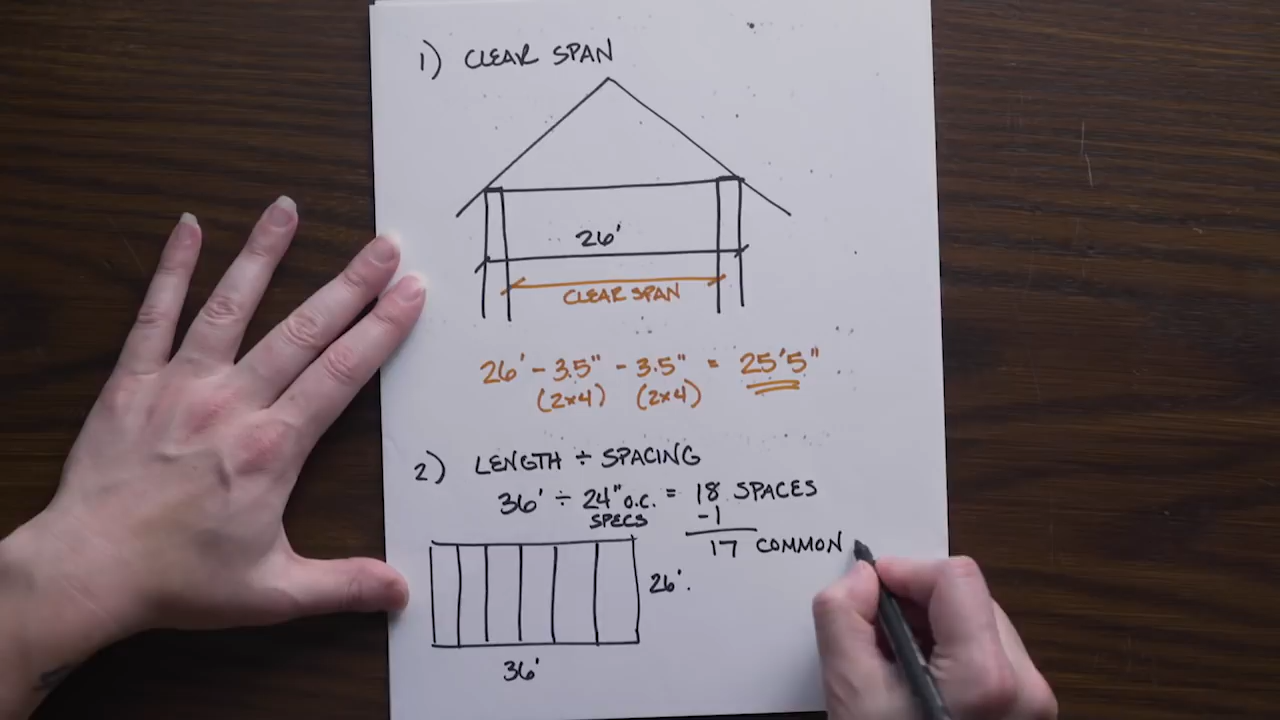 1) CLEAR SPAN
26'
CLEAR SPAN
26' - 3.5" - 3.5" = 25'5"
(2x4) (2x4)
2) LENGTH ÷ SPACING
36' ÷ 24" O.C. = 18 SPACES
SPECS -1
17 COMMON
26'.
36'